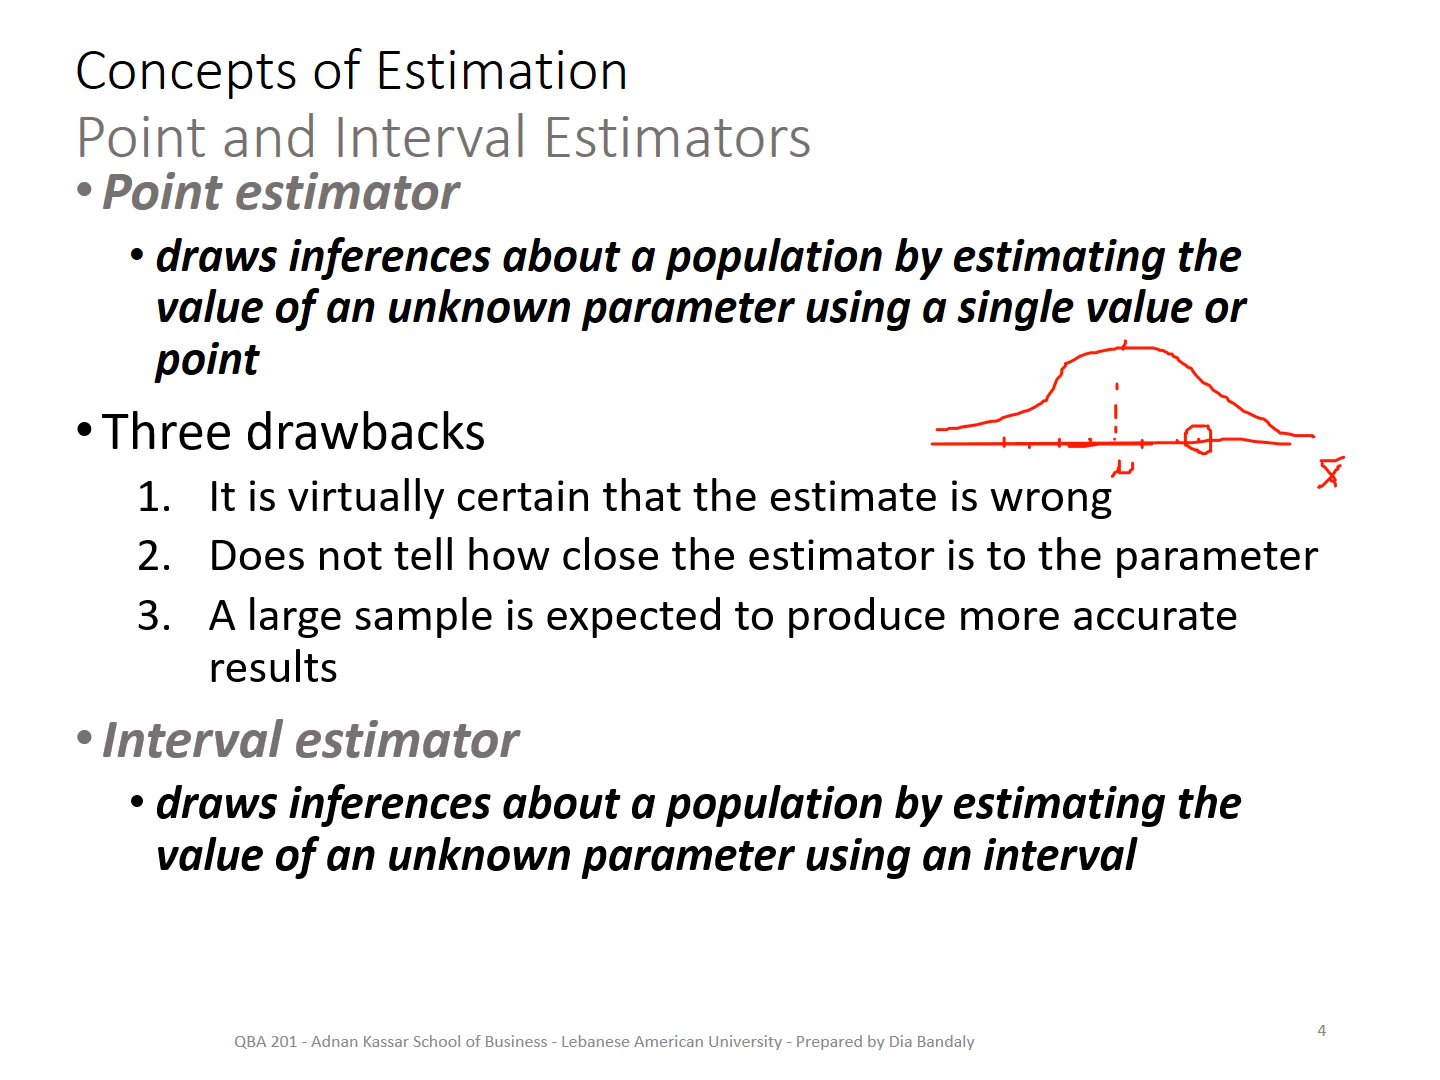 Concepts of Estimation
Point and Interval Estimators
• Point estimator
• draws inferences about a population by estimating the
value of an unknown parameter using a single value or
point
• Three drawbacks
μ
x̄
1. It is virtually certain that the estimate is wrong
2. Does not tell how close the estimator is to the parameter
3. A large sample is expected to produce more accurate
results
• Interval estimator
• draws inferences about a population by estimating the
value of an unknown parameter using an interval
QBA 201 - Adnan Kassar School of Business - Lebanese American University - Prepared by Dia Bandaly
4